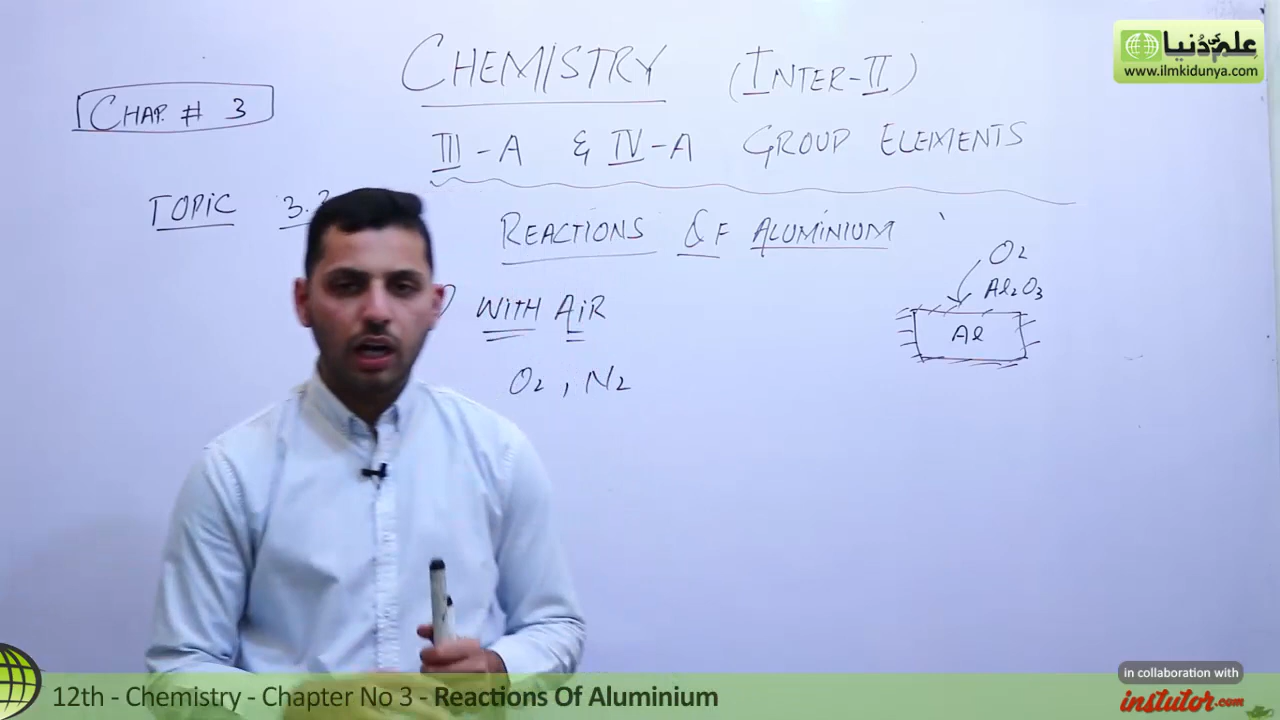 علم کی دُنیا
www.ilmkidunya.com
CHEMISTRY (INTER-II)
CHAP. # 3
III-A & IV-A GROUP ELEMENTS
TOPIC
REACTIONS OF ALUMINIUM
WITH AIR
O2, N2
O2
Al2O3
Al
12th - Chemistry - Chapter No 3 - Reactions Of Aluminium
in collaboration with
instutor.com